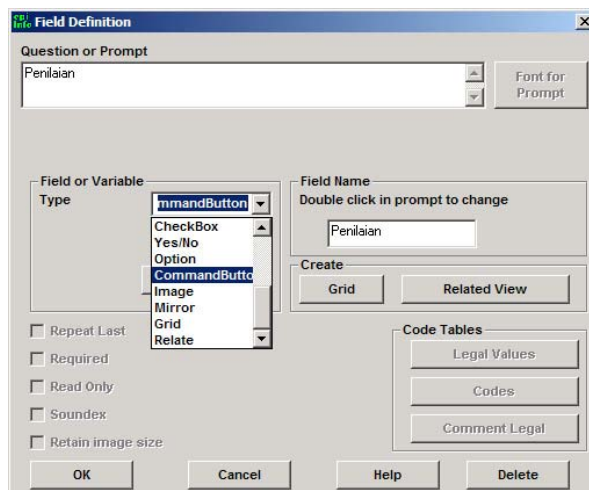 Epi Info Field Definition
Question or Prompt
Penilaian
Font for
Prompt
Field or Variable
Type
mmandButton
CheckBox
Yes/No
Option
CommandButto
Image
Mirror
Grid
Relate
Field Name
Double click in prompt to change
Penilaian
Create
Grid
Related View
Repeat Last
Required
Read Only
Soundex
Retain image size
Code Tables
Legal Values
Codes
Comment Legal
OK
Cancel
Help
Delete